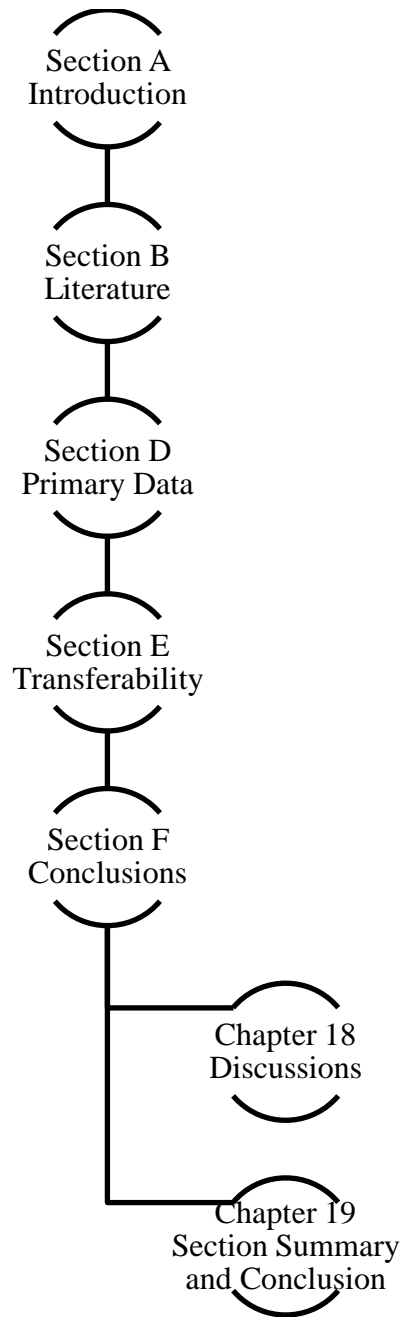 Section A
Introduction
Section B
Literature
Section D
Primary Data
Section E
Transferability
Section F
Conclusions
Chapter 18
Discussions
Chapter 19
Section Summary
and Conclusion